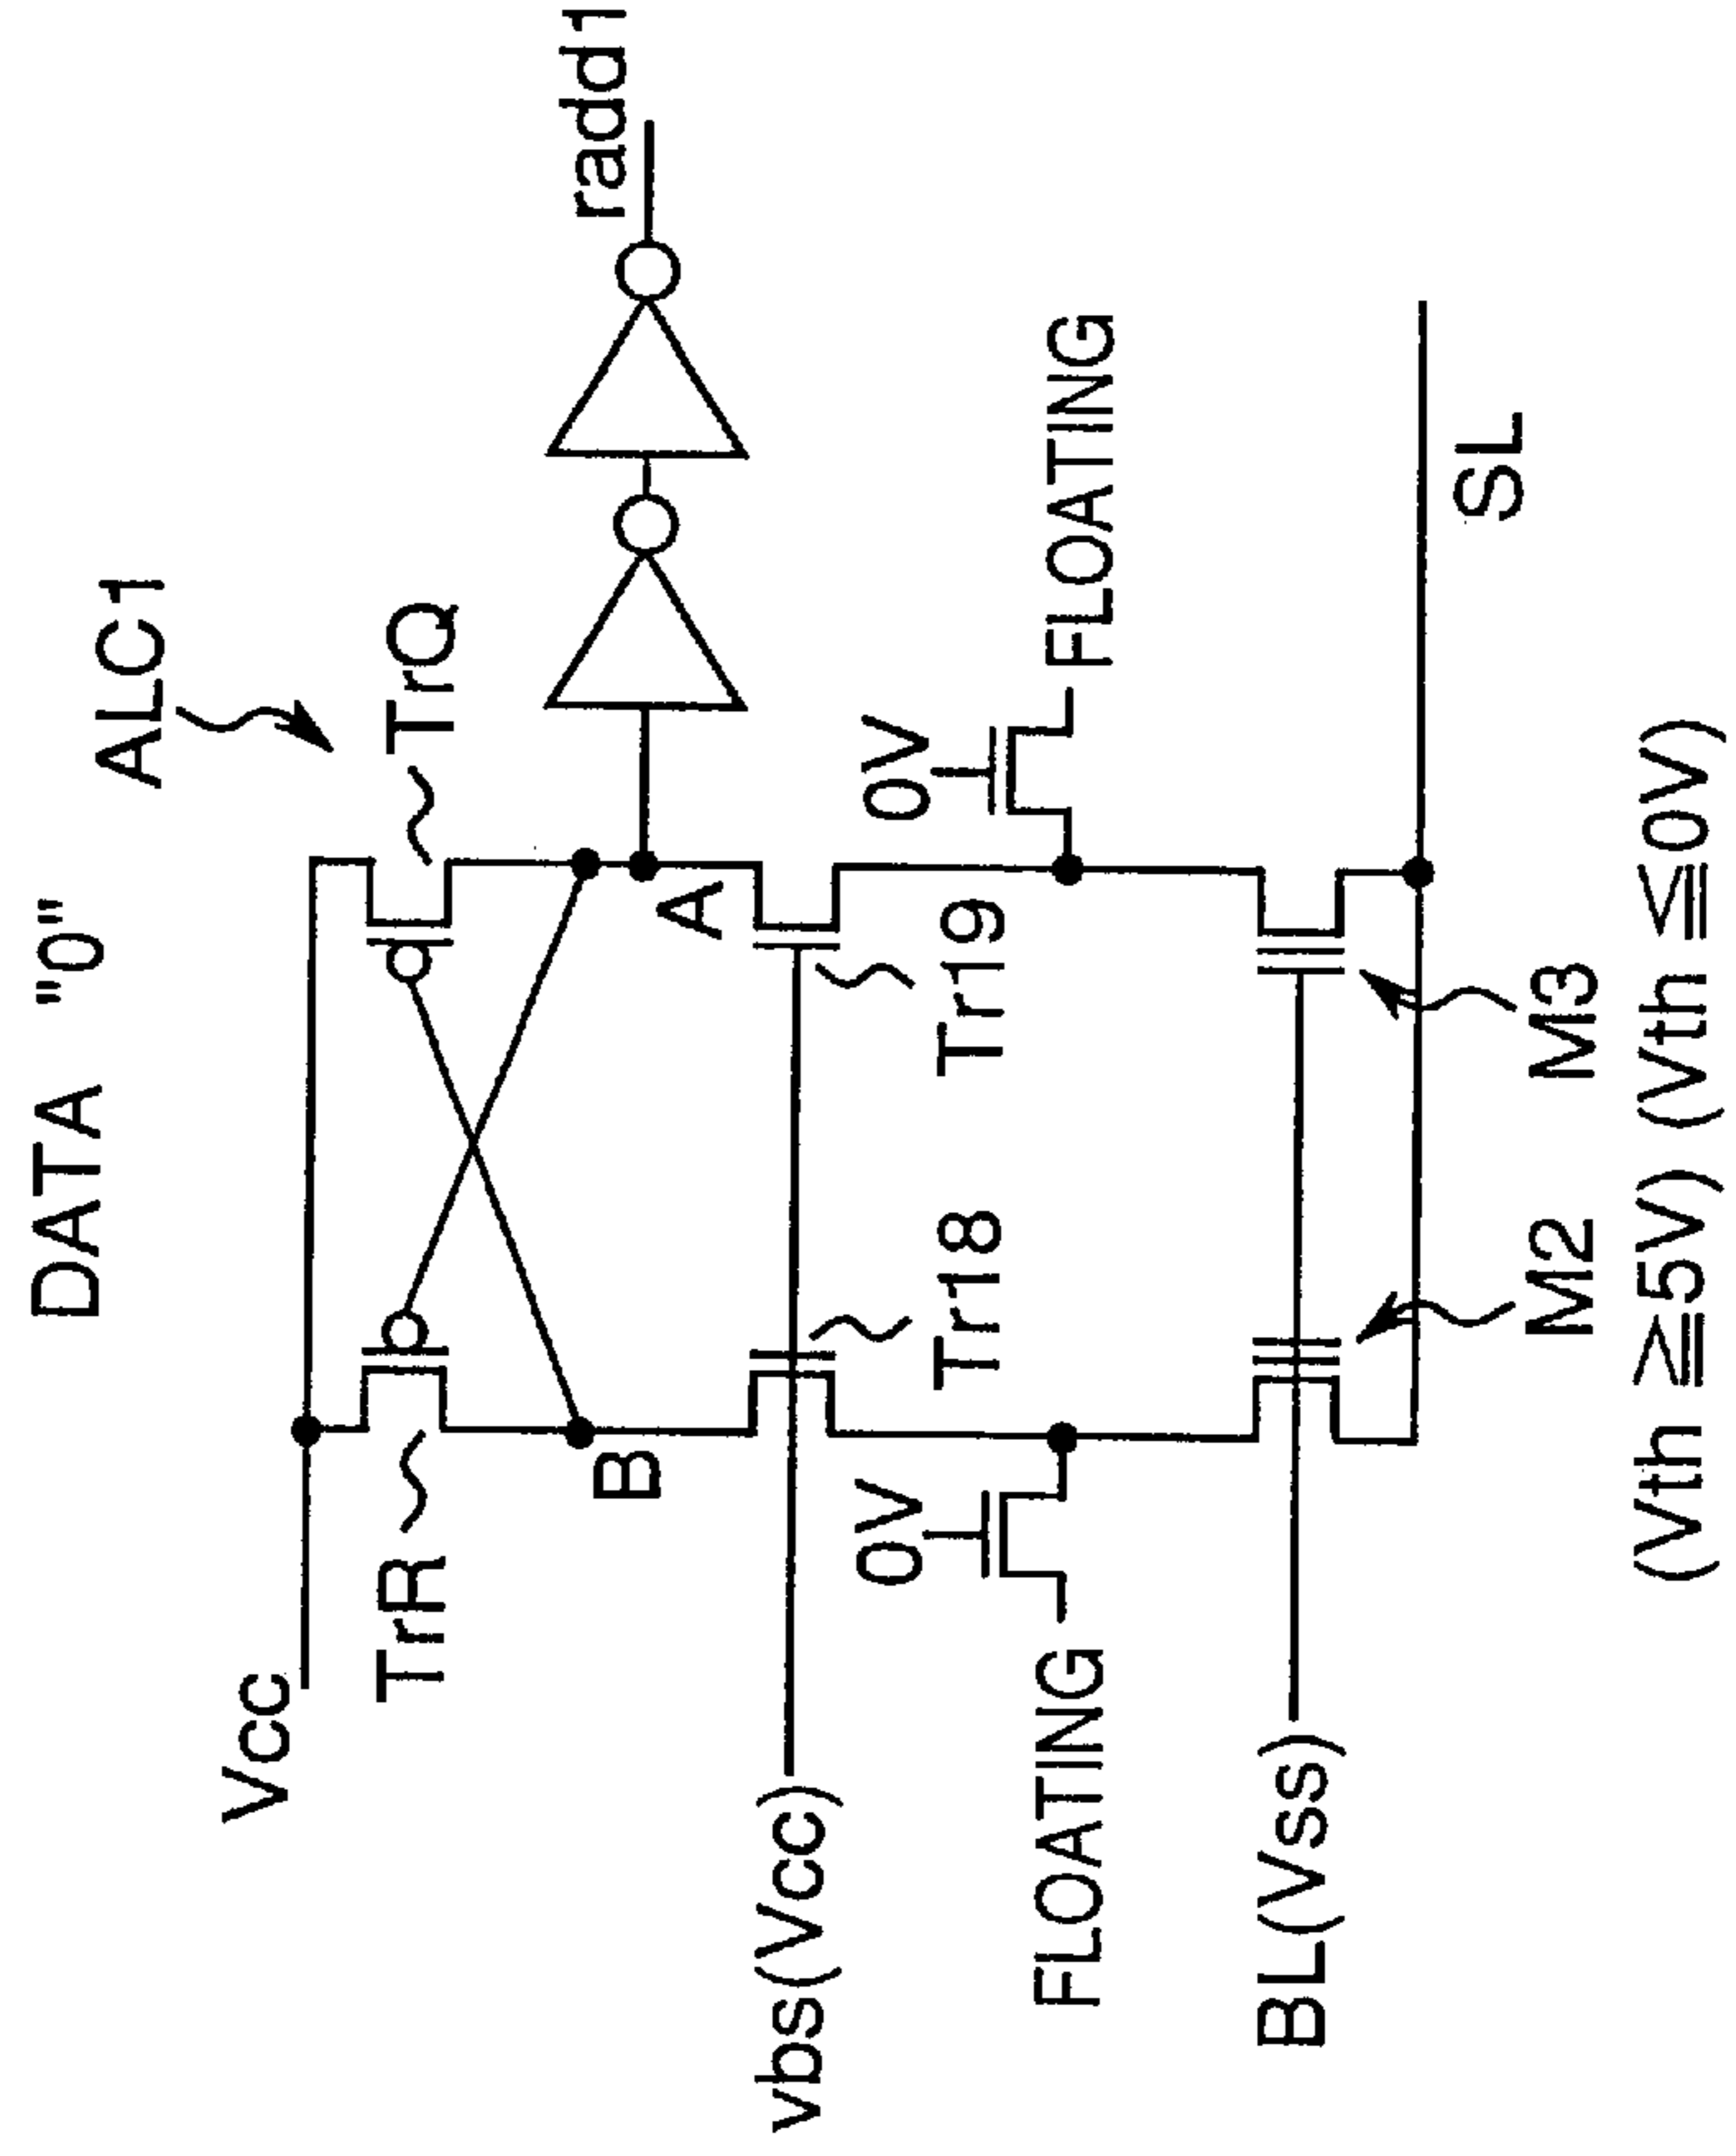 DATA "0"
ALC1
Vcc
TrR
TrQ
radd1
B
A
vbs(Vcc)
0V
0V
Tr18
Tr19
FLOATING
FLOATING
BL(Vss)
SL
M2
M3
(Vth ≧5V) (Vth ≦0V)